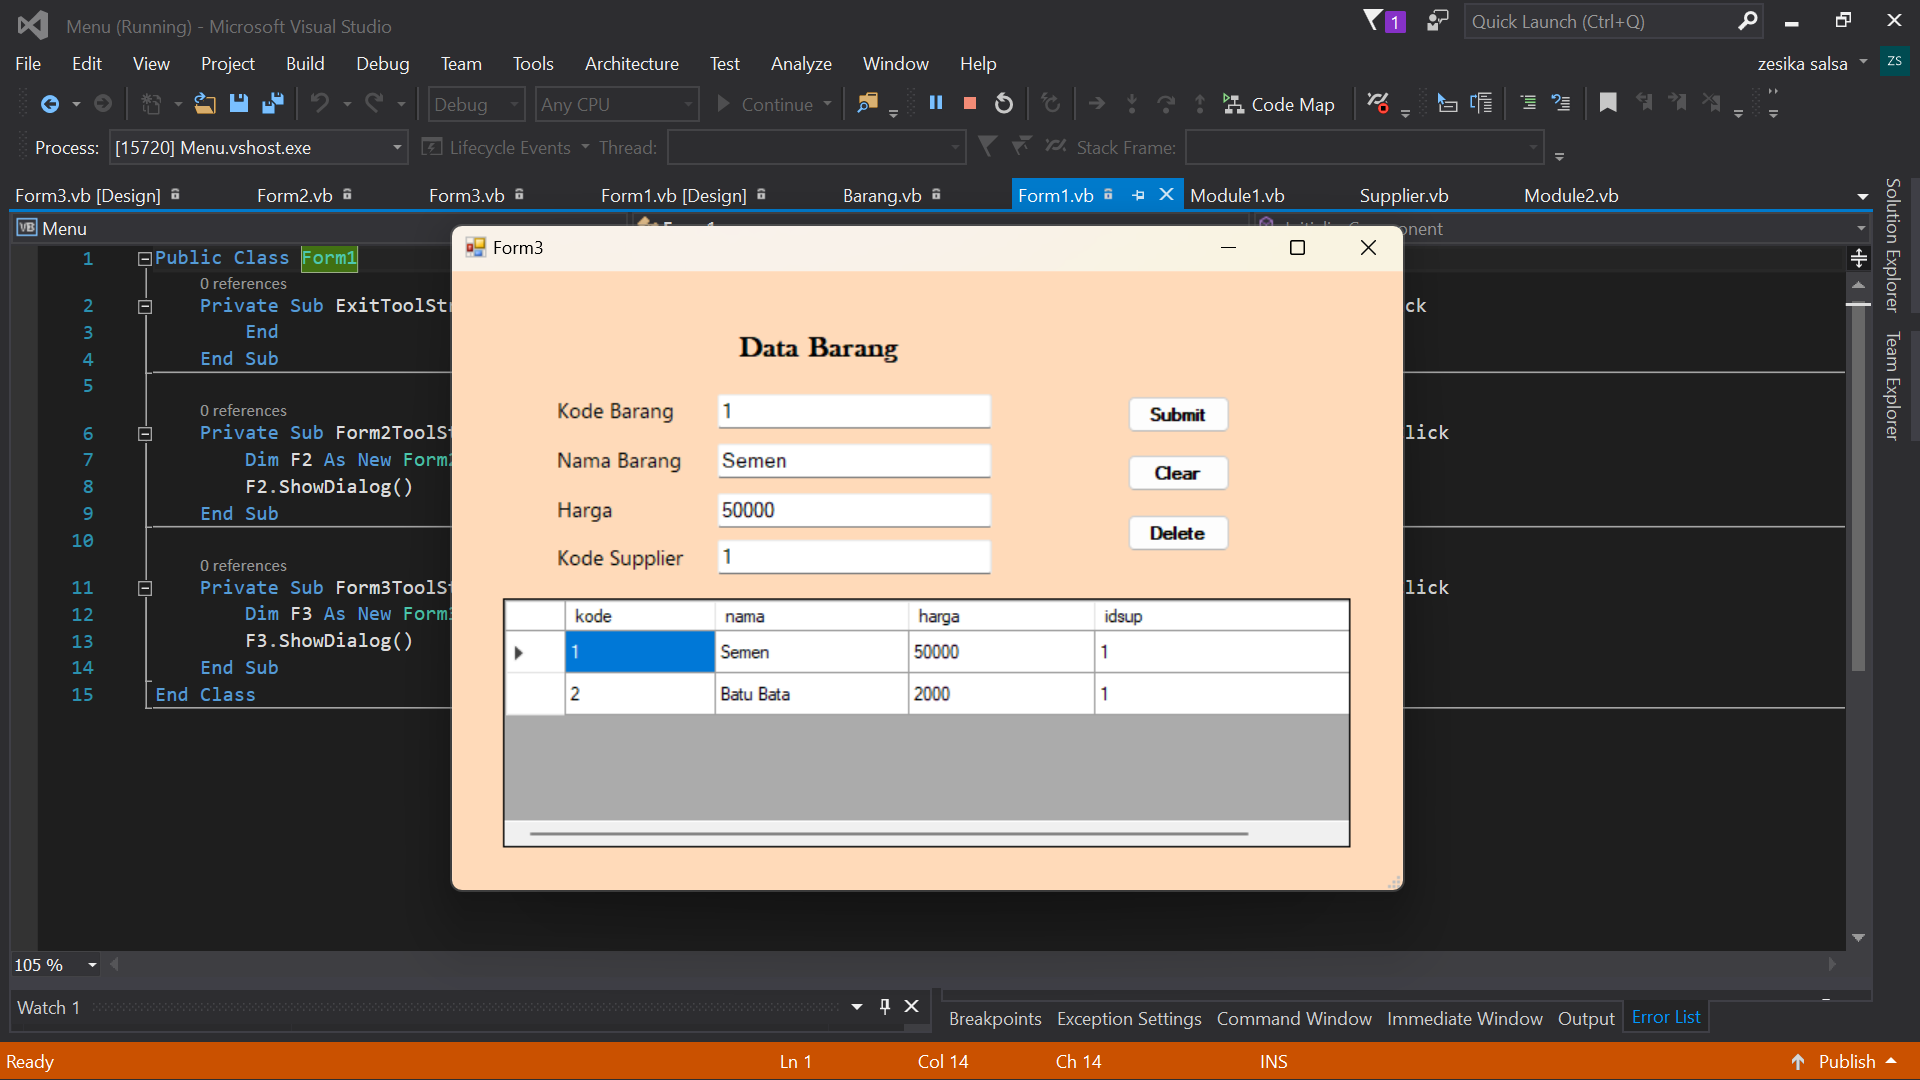 Menu (Running) - Microsoft Visual Studio
1
Quick Launch (Ctrl+Q)
File Edit View Project Build Debug Team Tools Architecture Test Analyze Window Help
zesika salsa
ZS
Debug
Any CPU
Continue
Code Map
Process: [15720] Menu.vshost.exe
Lifecycle Events
Thread:
Stack Frame:
Form3.vb [Design] Form2.vb Form3.vb Form1.vb [Design] Barang.vb Form1.vb Module1.vb Supplier.vb Module2.vb
VB Menu
Solution Explorer
Team Explorer
1 Public Class Form1
0 references
2 Private Sub ExitToolSt
ck
3 End
4 End Sub
5
0 references
6 Private Sub Form2ToolSt
lick
7 Dim F2 As New Form2
8 F2.ShowDialog()
9 End Sub
10
0 references
11 Private Sub Form3ToolSt
lick
12 Dim F3 As New Form3
13 F3.ShowDialog()
14 End Sub
15 End Class
Form3
Data Barang
Kode Barang 1
Submit
Nama Barang Semen
Clear
Harga 50000
Delete
Kode Supplier 1
kode nama harga idsup
1 Semen 50000 1
2 Batu Bata 2000 1
105 %
Watch 1
Breakpoints Exception Settings Command Window Immediate Window Output Error List
Ready
Ln 1
Col 14
Ch 14
INS
Publish